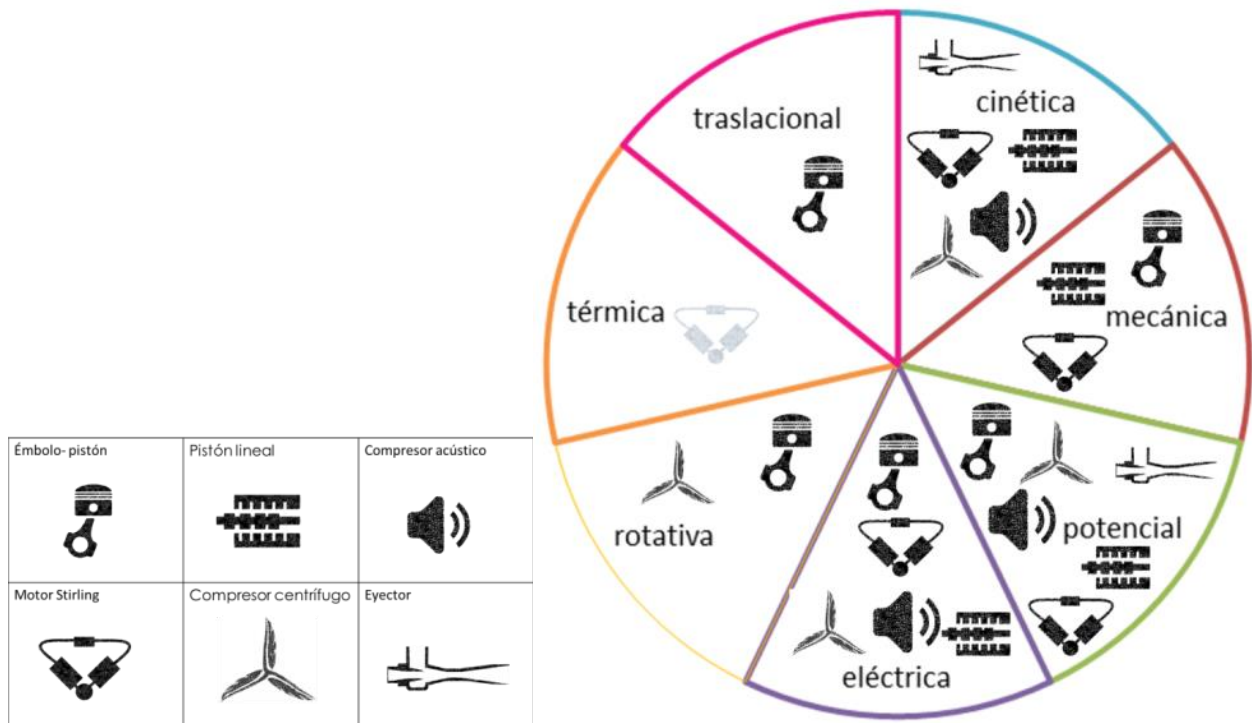 Émbolo- pistón
Pistón lineal
Compresor acústico
Motor Stirling
Compresor centrífugo
Eyector
traslacional
cinética
térmica
mecánica
rotativa
potencial
eléctrica